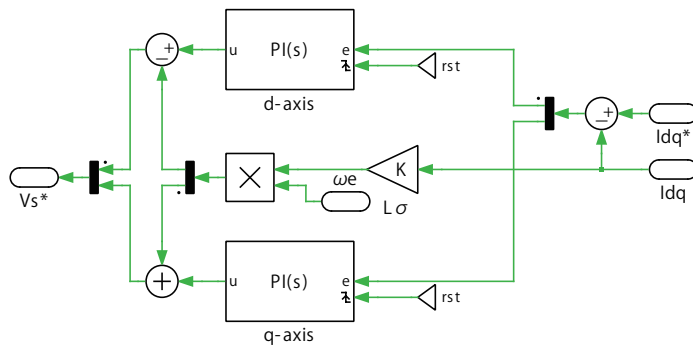 u PI(s) e
rst
d-axis
Idq*
K
ωe
Vs*
Lσ
Idq
u PI(s) e
rst
q-axis